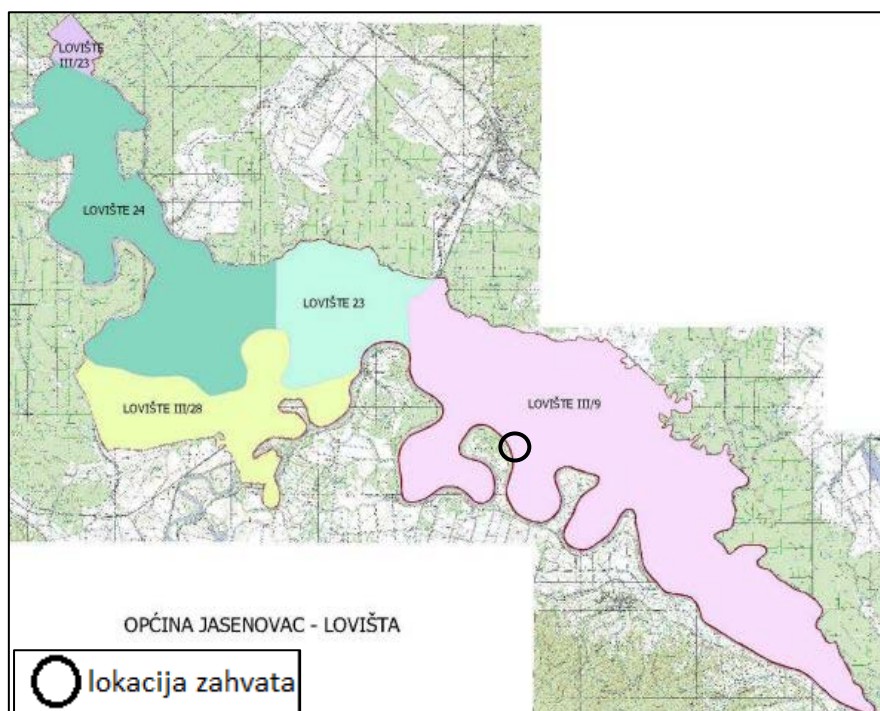 LOVIŠTE
III/23
LOVIŠTE 24
LOVIŠTE 23
LOVIŠTE III/28
LOVIŠTE III/9
OPĆINA JASENOVAC - LOVIŠTA
lokacija zahvata